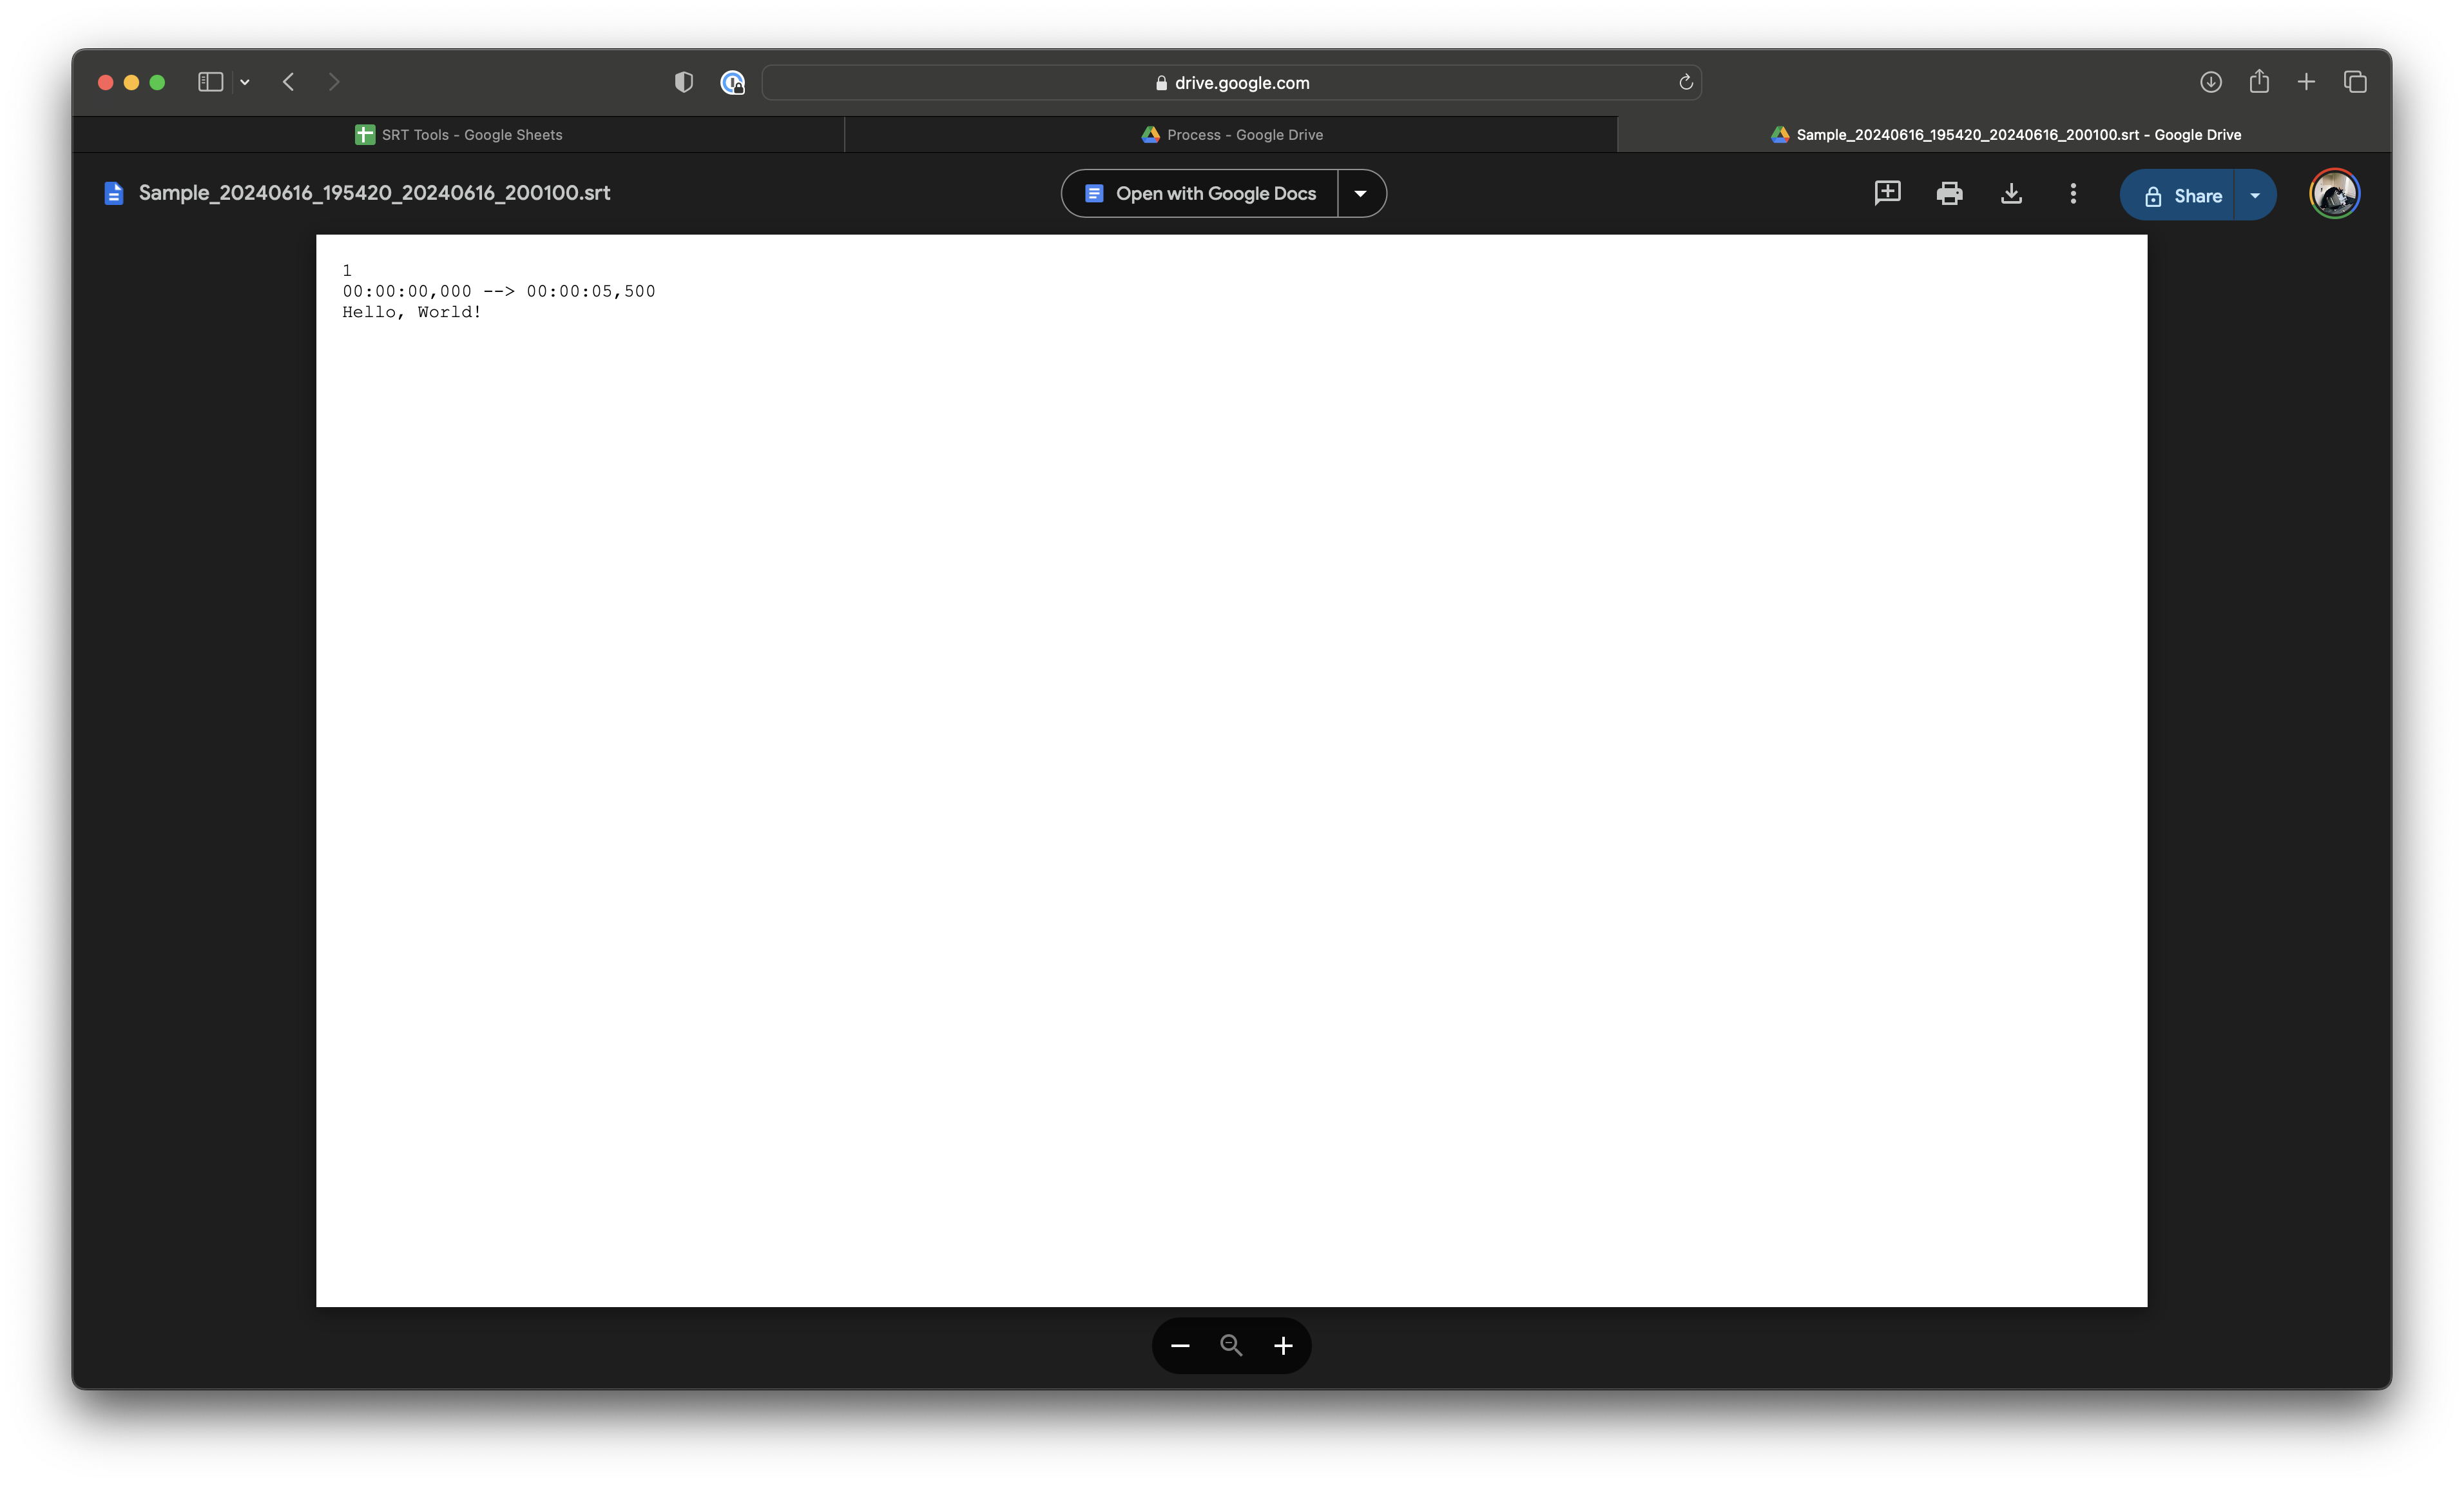 drive.google.com
SRT Tools - Google Sheets
Process - Google Drive
Sample_20240616_195420_20240616_200100.srt - Google Drive
Sample_20240616_195420_20240616_200100.srt
Open with Google Docs
Share
1
00:00:00,000 --> 00:00:05,500
Hello, World!